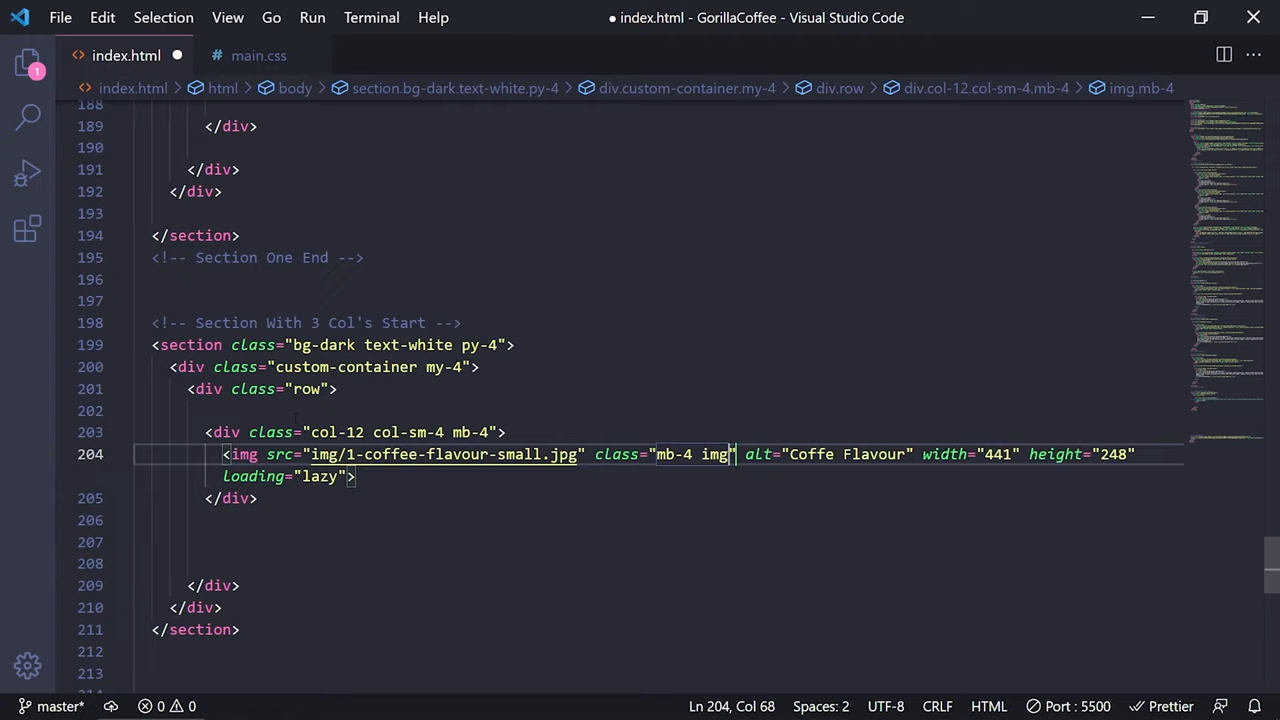 File Edit Selection View Go Run Terminal Help ● index.html - GorillaCoffee - Visual Studio Code
index.html ● # main.css
index.html > html > body > section.bg-dark.text-white.py-4 > div.custom-container.my-4 > div.row > div.col-12.col-sm-4.mb-4 > img.mb-4
1
188
189 </div>
190
191 </div>
192 </div>
193
194 </section>
195 <!-- Section One End -->
196
197
198 <!-- Section With 3 Col's Start -->
199 <section class="bg-dark text-white py-4">
200 <div class="custom-container my-4">
201 <div class="row">
202
203 <div class="col-12 col-sm-4 mb-4">
204 <img src="img/1-coffee-flavour-small.jpg" class="mb-4 img" alt="Coffe Flavour" width="441" height="248"
loading="lazy">
205 </div>
206
207
208
209 </div>
210 </div>
211 </section>
212
213
214
master* 0 0 Ln 204, Col 68 Spaces: 2 UTF-8 CRLF HTML Port : 5500 Prettier